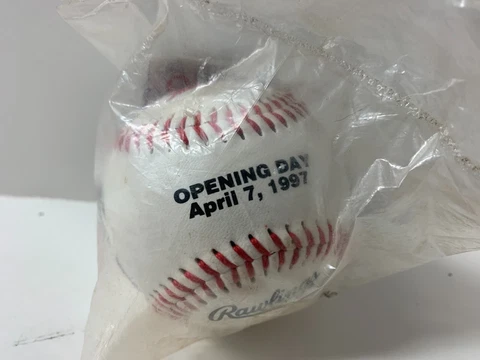 OPENING DAY
April 7, 1997
Rawlings